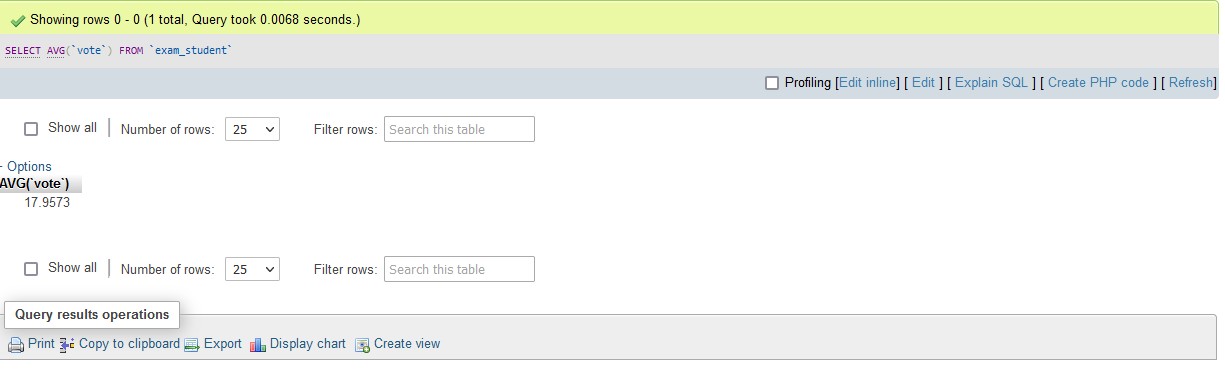 Showing rows 0 - 0 (1 total, Query took 0.0068 seconds.)
SELECT AVG(`vote`) FROM `exam_student`
Profiling [Edit inline] [ Edit ] [ Explain SQL ] [ Create PHP code ] [ Refresh]
Show all | Number of rows: 25 Filter rows: Search this table
- Options
AVG(`vote`)
17.9573
Show all | Number of rows: 25 Filter rows: Search this table
Query results operations
Print Copy to clipboard Export Display chart Create view